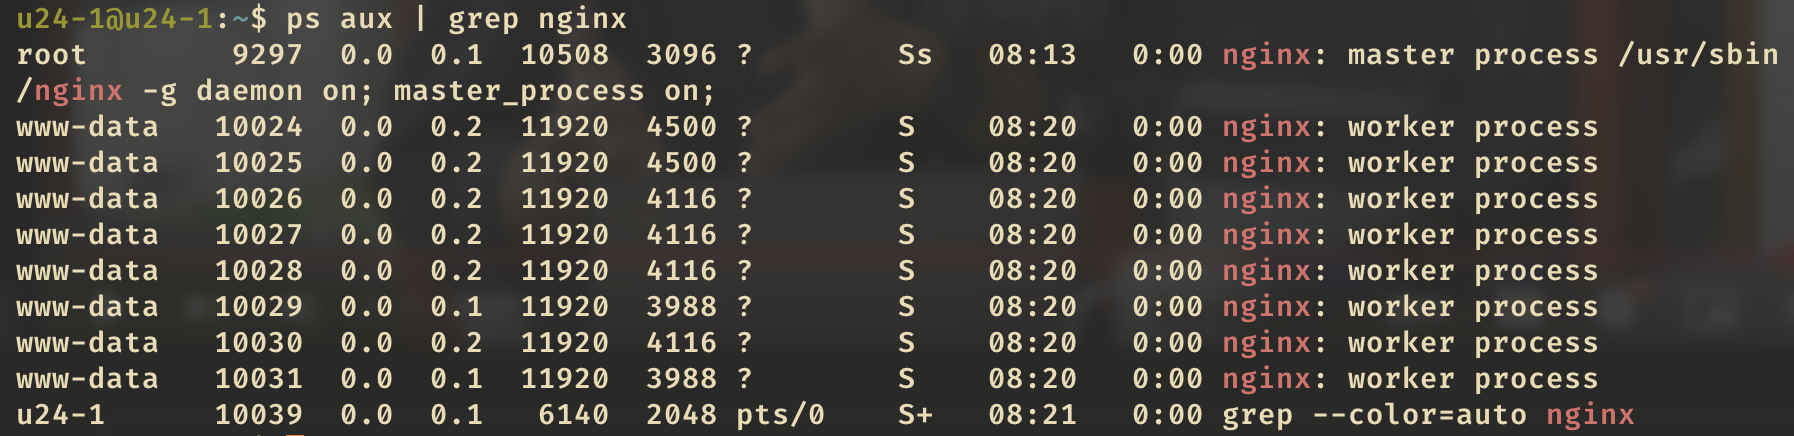 u24-1@u24-1:~$ ps aux | grep nginx
root        9297  0.0  0.1  10508  3096 ?        Ss   08:13   0:00 nginx: master process /usr/sbin
/nginx -g daemon on; master_process on;
www-data   10024  0.0  0.2  11920  4500 ?        S    08:20   0:00 nginx: worker process
www-data   10025  0.0  0.2  11920  4500 ?        S    08:20   0:00 nginx: worker process
www-data   10026  0.0  0.2  11920  4116 ?        S    08:20   0:00 nginx: worker process
www-data   10027  0.0  0.2  11920  4116 ?        S    08:20   0:00 nginx: worker process
www-data   10028  0.0  0.2  11920  4116 ?        S    08:20   0:00 nginx: worker process
www-data   10029  0.0  0.1  11920  3988 ?        S    08:20   0:00 nginx: worker process
www-data   10030  0.0  0.2  11920  4116 ?        S    08:20   0:00 nginx: worker process
www-data   10031  0.0  0.1  11920  3988 ?        S    08:20   0:00 nginx: worker process
u24-1      10039  0.0  0.1   6140  2048 pts/0    S+   08:21   0:00 grep --color=auto nginx